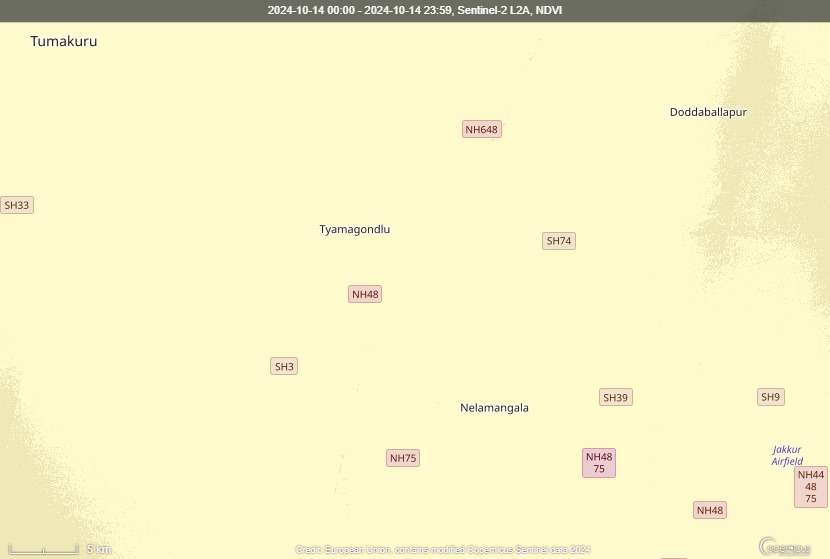 2024-10-14 00:00 - 2024-10-14 23:59, Sentinel-2 L2A, NDVI
Tumakuru
Doddaballapur
NH648
SH33
Tyamagondlu
SH74
NH48
SH3
SH39
SH9
Nelamangala
Jakkur
Airfield
NH75
NH48
75
NH44
48
75
NH48
5 km
Credit: European Union, contains modified Copernicus Sentinel data 2024
opernicus